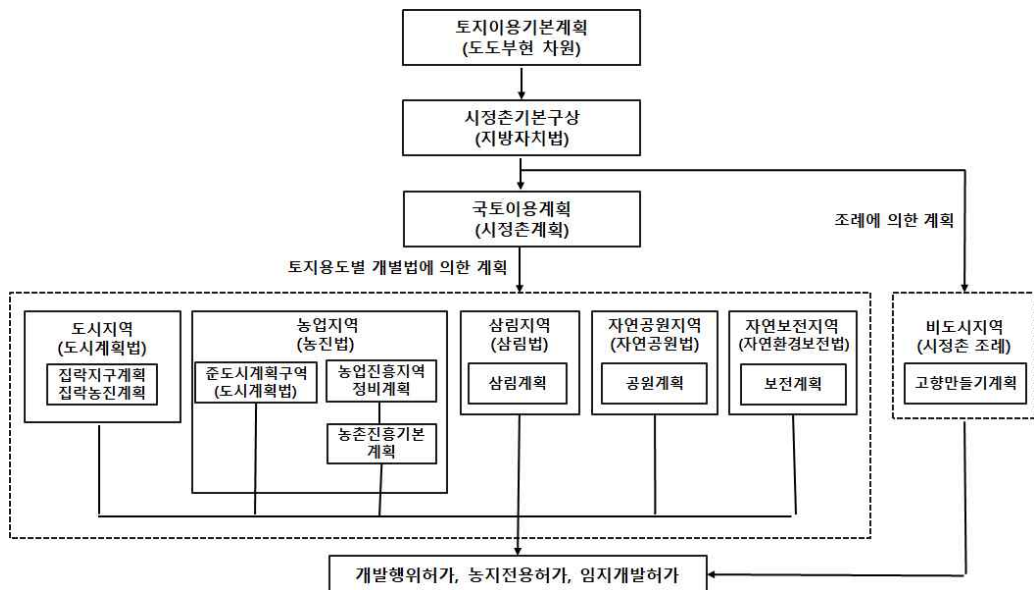 토지이용기본계획
(도도부현 차원)
시정촌기본구상
(지방자치법)
국토이용계획
(시정촌계획)
조례에 의한 계획
토지용도별 개별법에 의한 계획
도시지역
(도시계획법)
집락지구계획
집락농진계획
농업지역
(농진법)
준도시계획구역
(도시계획법)
농업진흥지역
정비계획
농촌진흥기본
계획
삼림지역
(삼림법)
삼림계획
자연공원지역
(자연공원법)
공원계획
자연보전지역
(자연환경보전법)
보전계획
비도시지역
(시정촌 조례)
고향만들기계획
개발행위허가, 농지전용허가, 임지개발허가